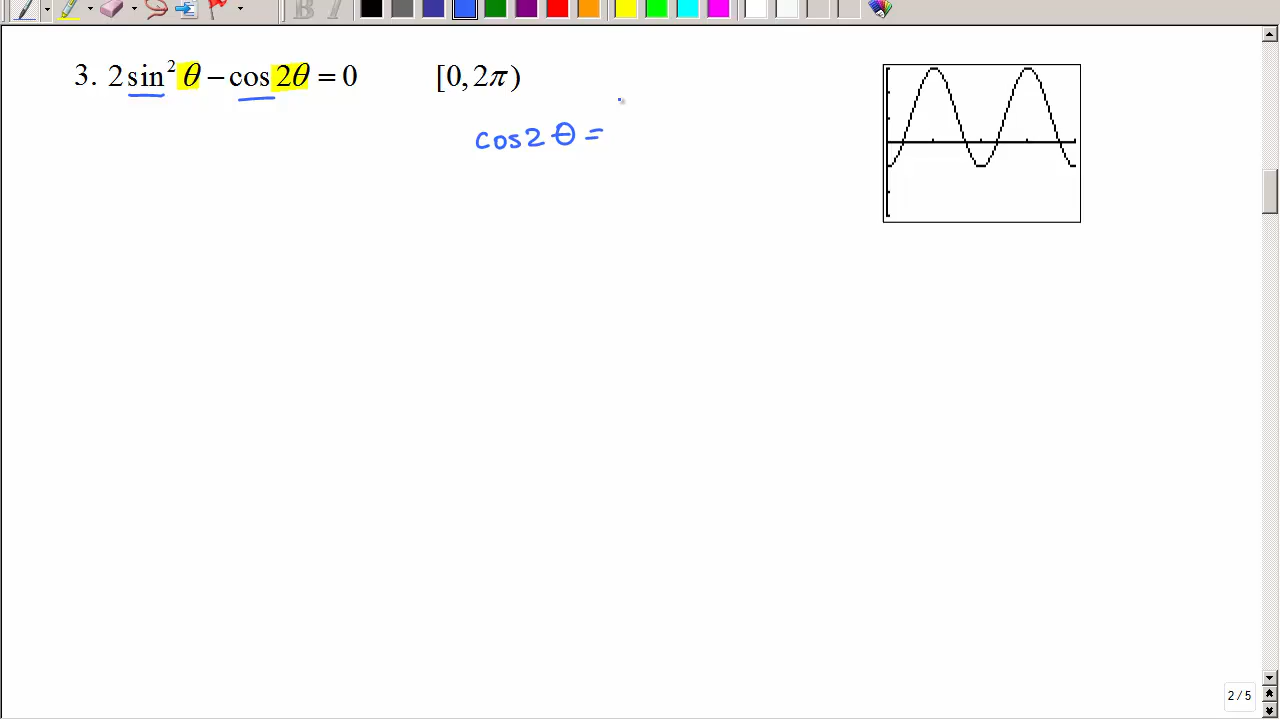 3. 2sin²θ − cos2θ = 0 [0, 2π)
cos2θ =
B I
2/5